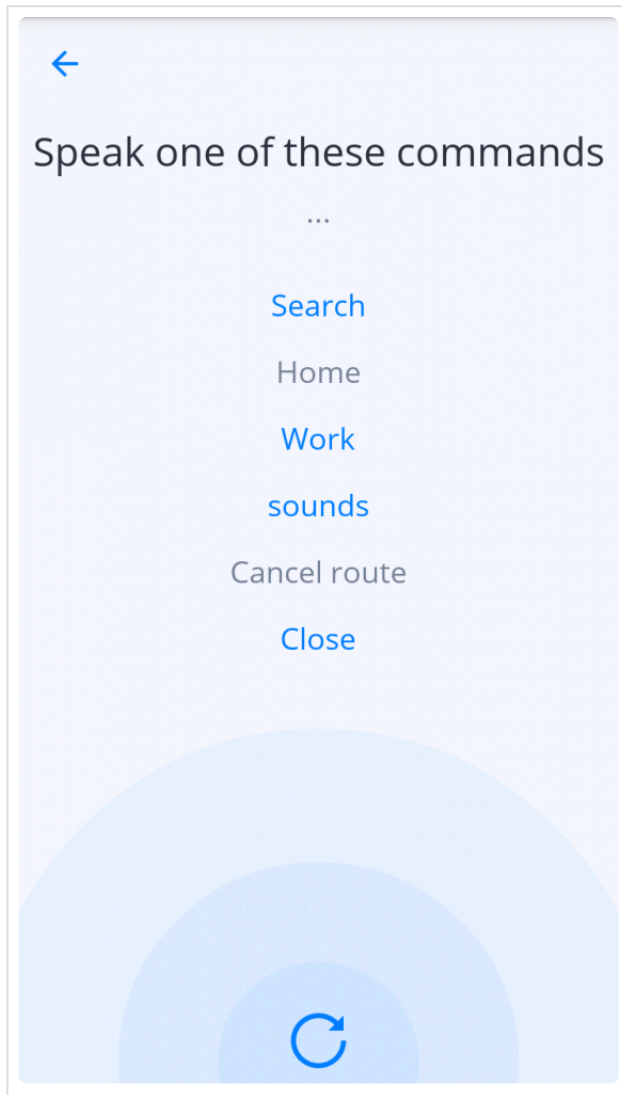 Speak one of these commands
...
Search
Home
Work
sounds
Cancel route
Close